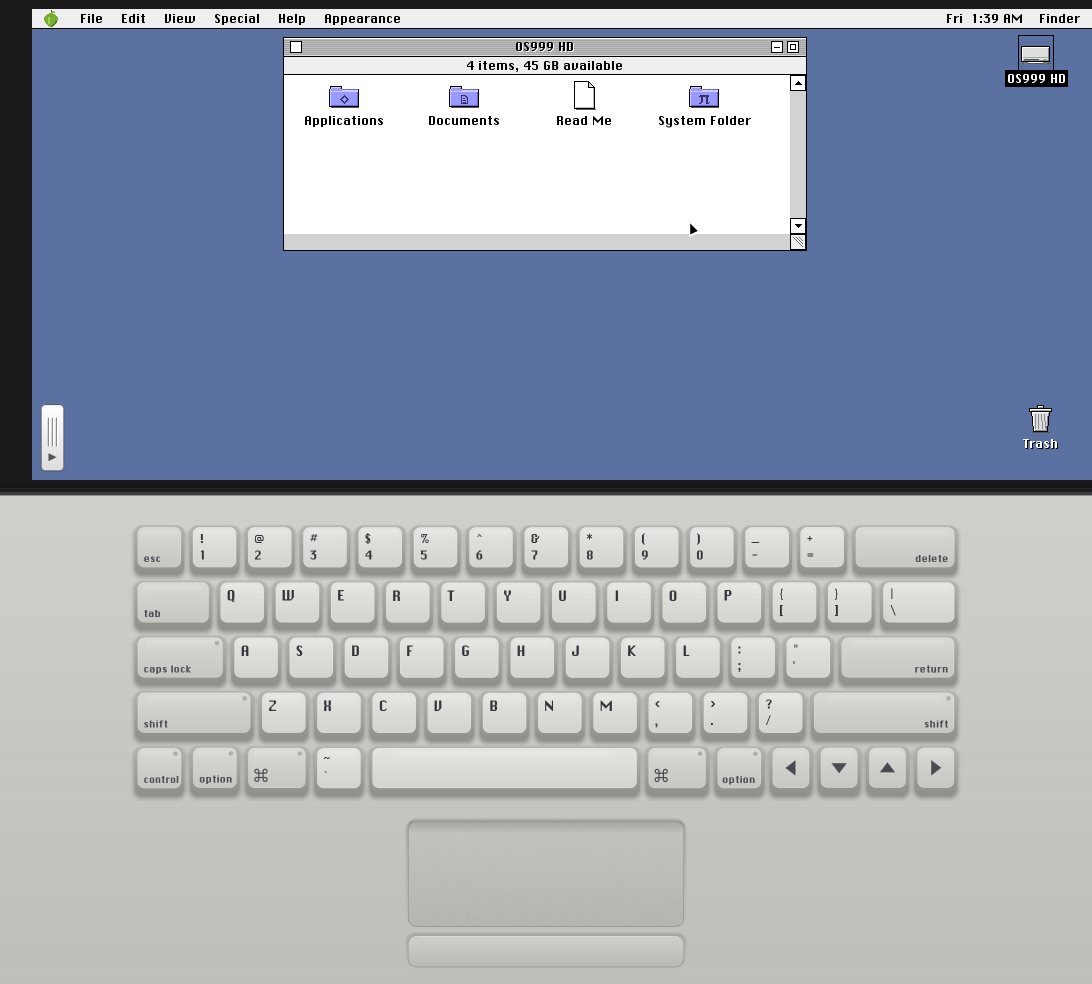 File Edit View Special Help Appearance Fri 1:39 AM Finder
OS999 HD
4 items, 45 GB available
Applications Documents Read Me System Folder
OS999 HD
Trash
esc ! 1 @ 2 # 3 $ 4 % 5 ^ 6 & 7 * 8 ( 9 ) 0 _ - + = delete
tab Q W E R T Y U I O P { [ } ] | \
caps lock A S D F G H J K L : ; " ' return
shift Z X C V B N M < , > . ? / shift
control option ⌘ ~ ` ⌘ option